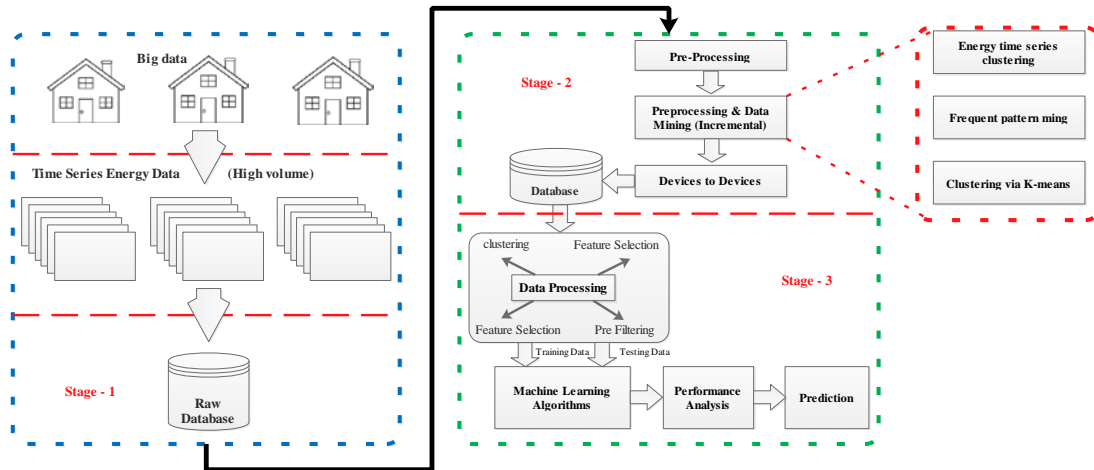 Big data
Time Series Energy Data
(High volume)
Stage - 1
Raw
Database
Stage - 2
Pre-Processing
Preprocessing & Data
Mining (Incremental)
Devices to Devices
Database
Energy time series
clustering
Frequent pattern ming
Clustering via K-means
clustering
Feature Selection
Data Processing
Feature Selection
Pre Filtering
Stage - 3
Training Data
Testing Data
Machine Learning
Algorithms
Performance
Analysis
Prediction